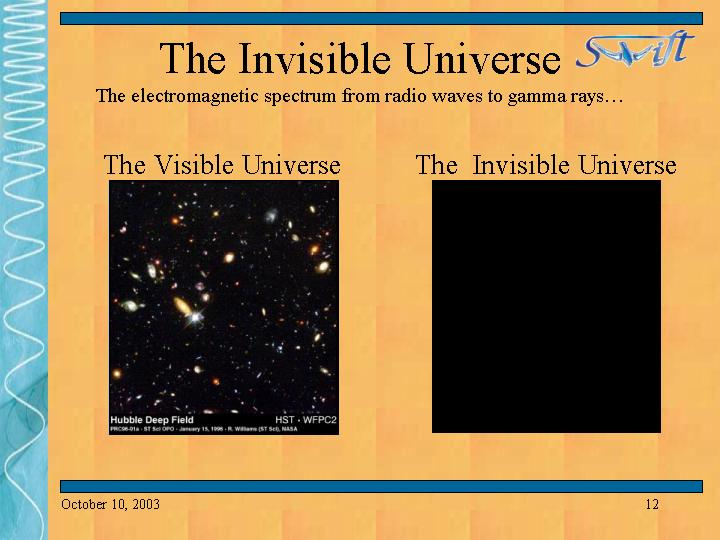 The Invisible Universe
Swift
The electromagnetic spectrum from radio waves to gamma rays…
The Visible Universe
The Invisible Universe
Hubble Deep Field HST · WFPC2
PRC96-01a · ST ScI OPO · January 15, 1996 · R. Williams (ST ScI), NASA
October 10, 2003
12